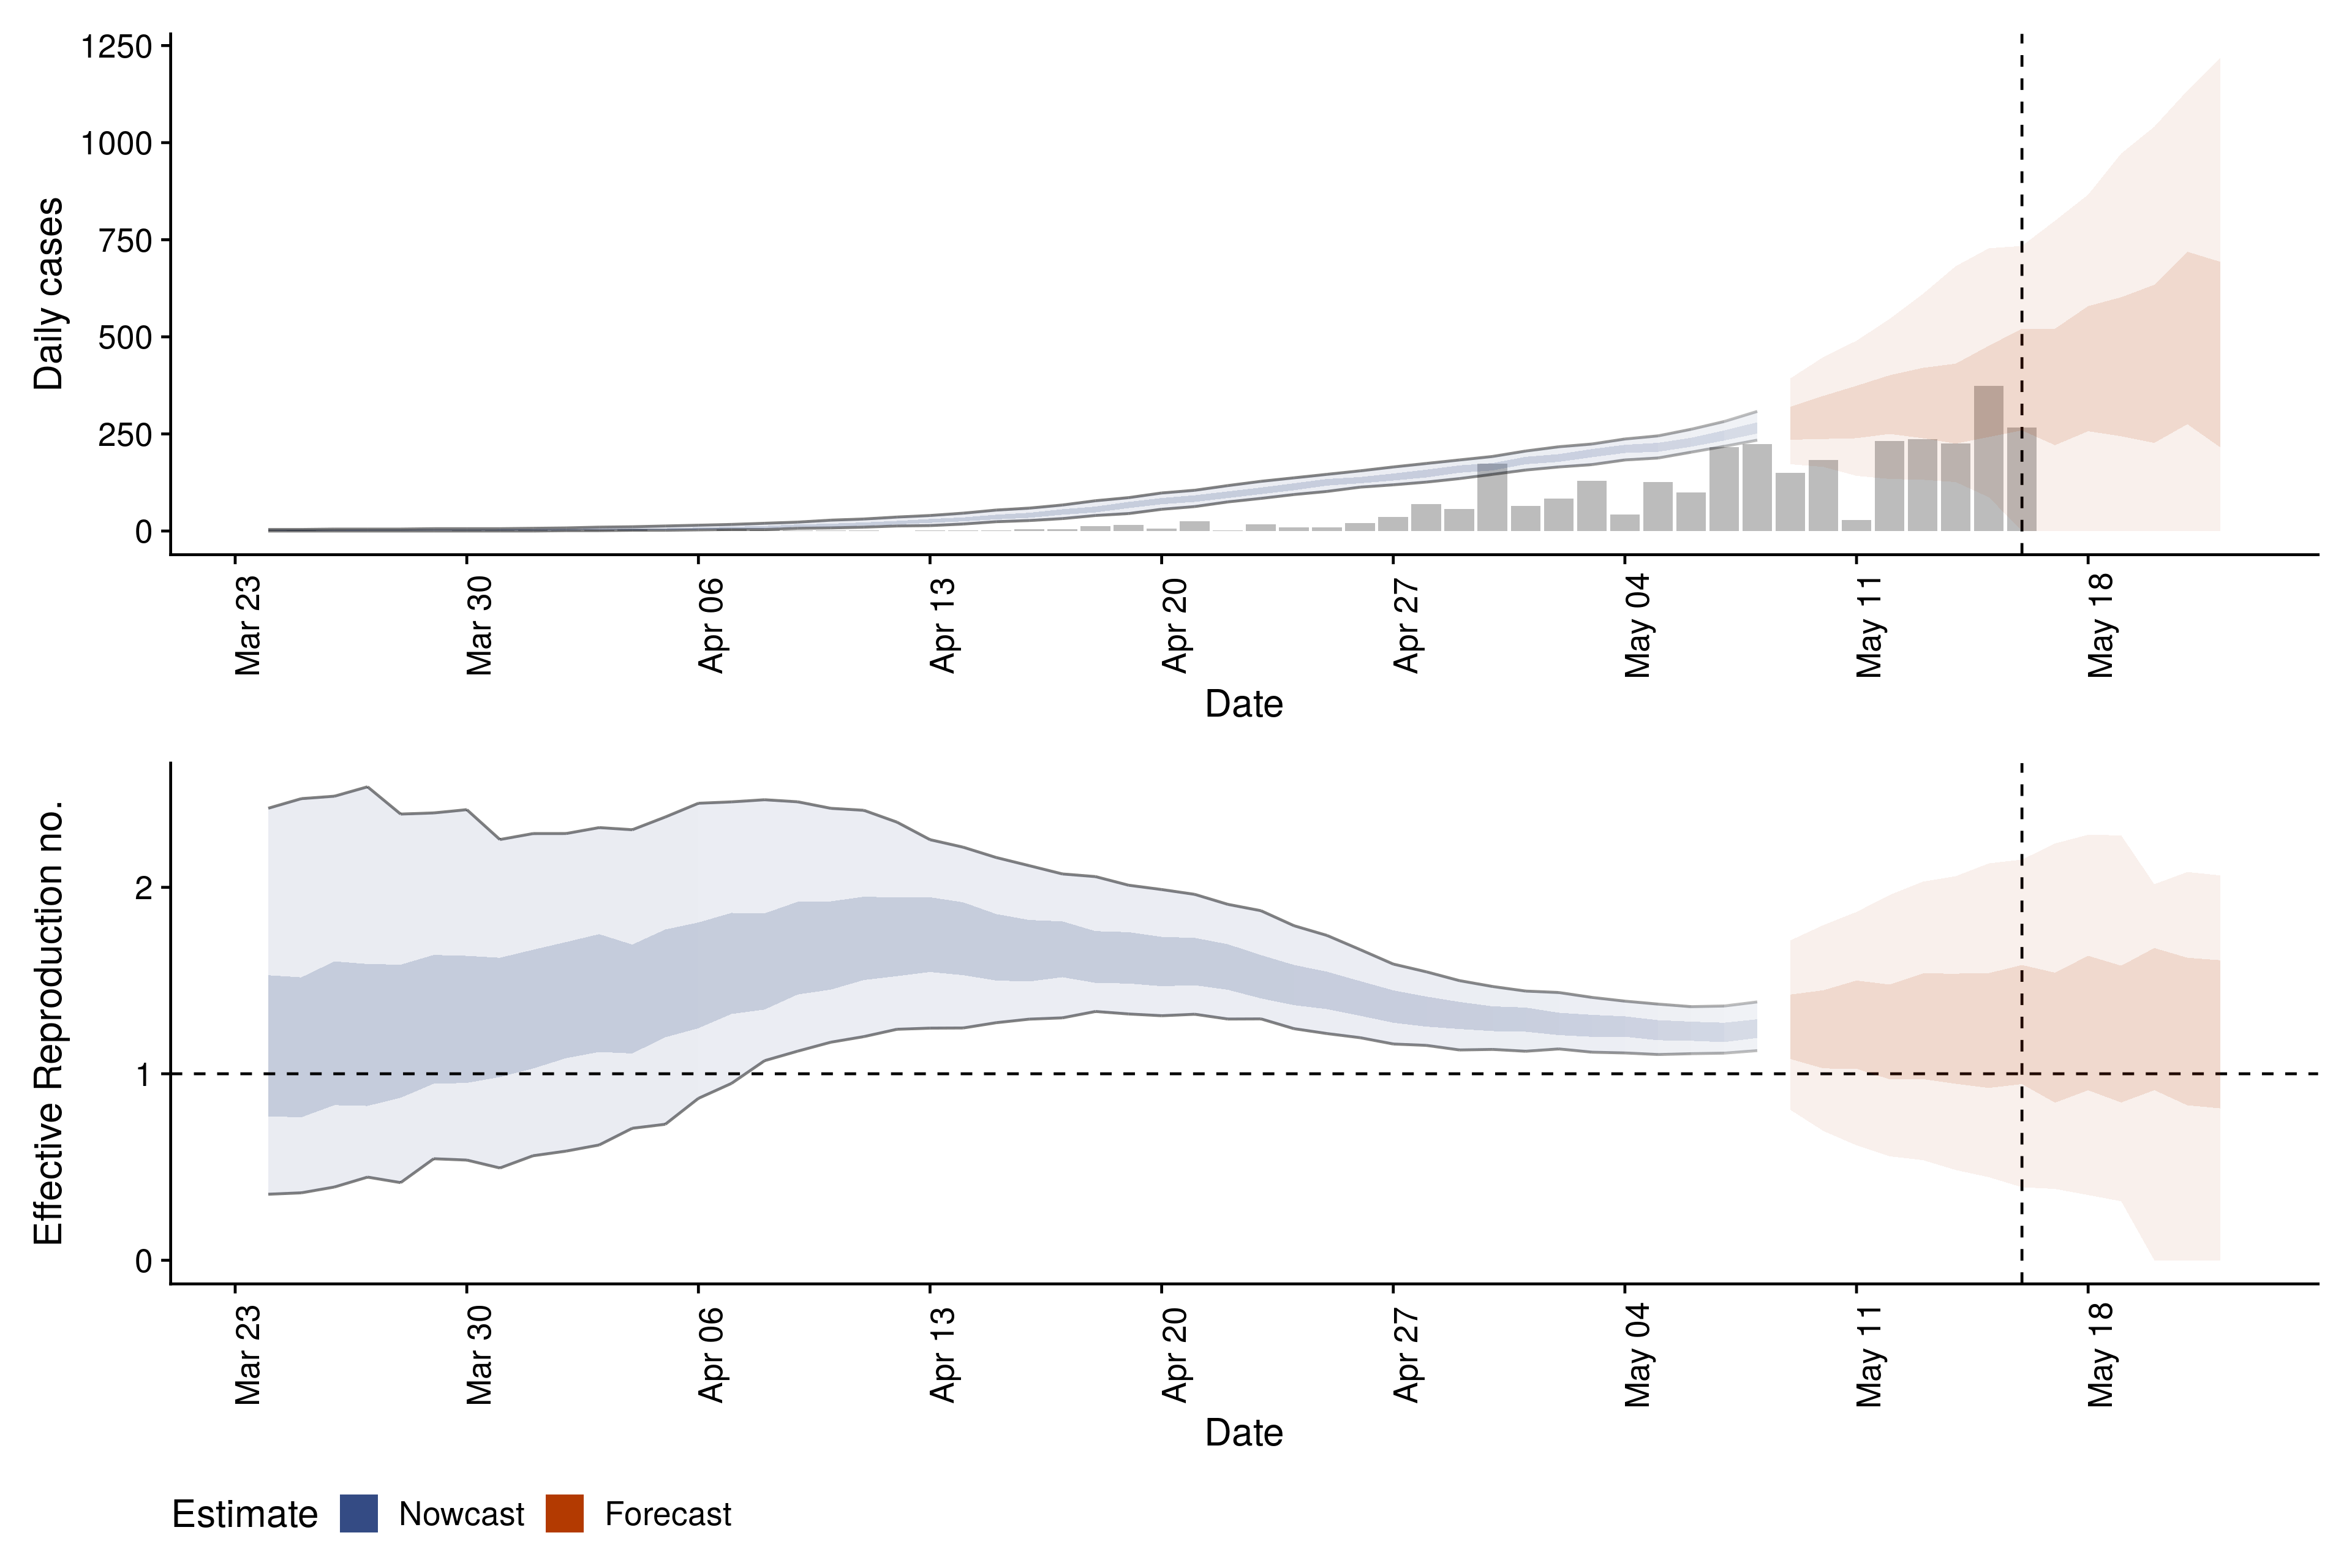 Daily cases
1250
1000
750
500
250
0
Mar 23
Mar 30
Apr 06
Apr 13
Apr 20
Apr 27
May 04
May 11
May 18
Date
Effective Reproduction no.
2
1
0
Mar 23
Mar 30
Apr 06
Apr 13
Apr 20
Apr 27
May 04
May 11
May 18
Date
Estimate Nowcast Forecast